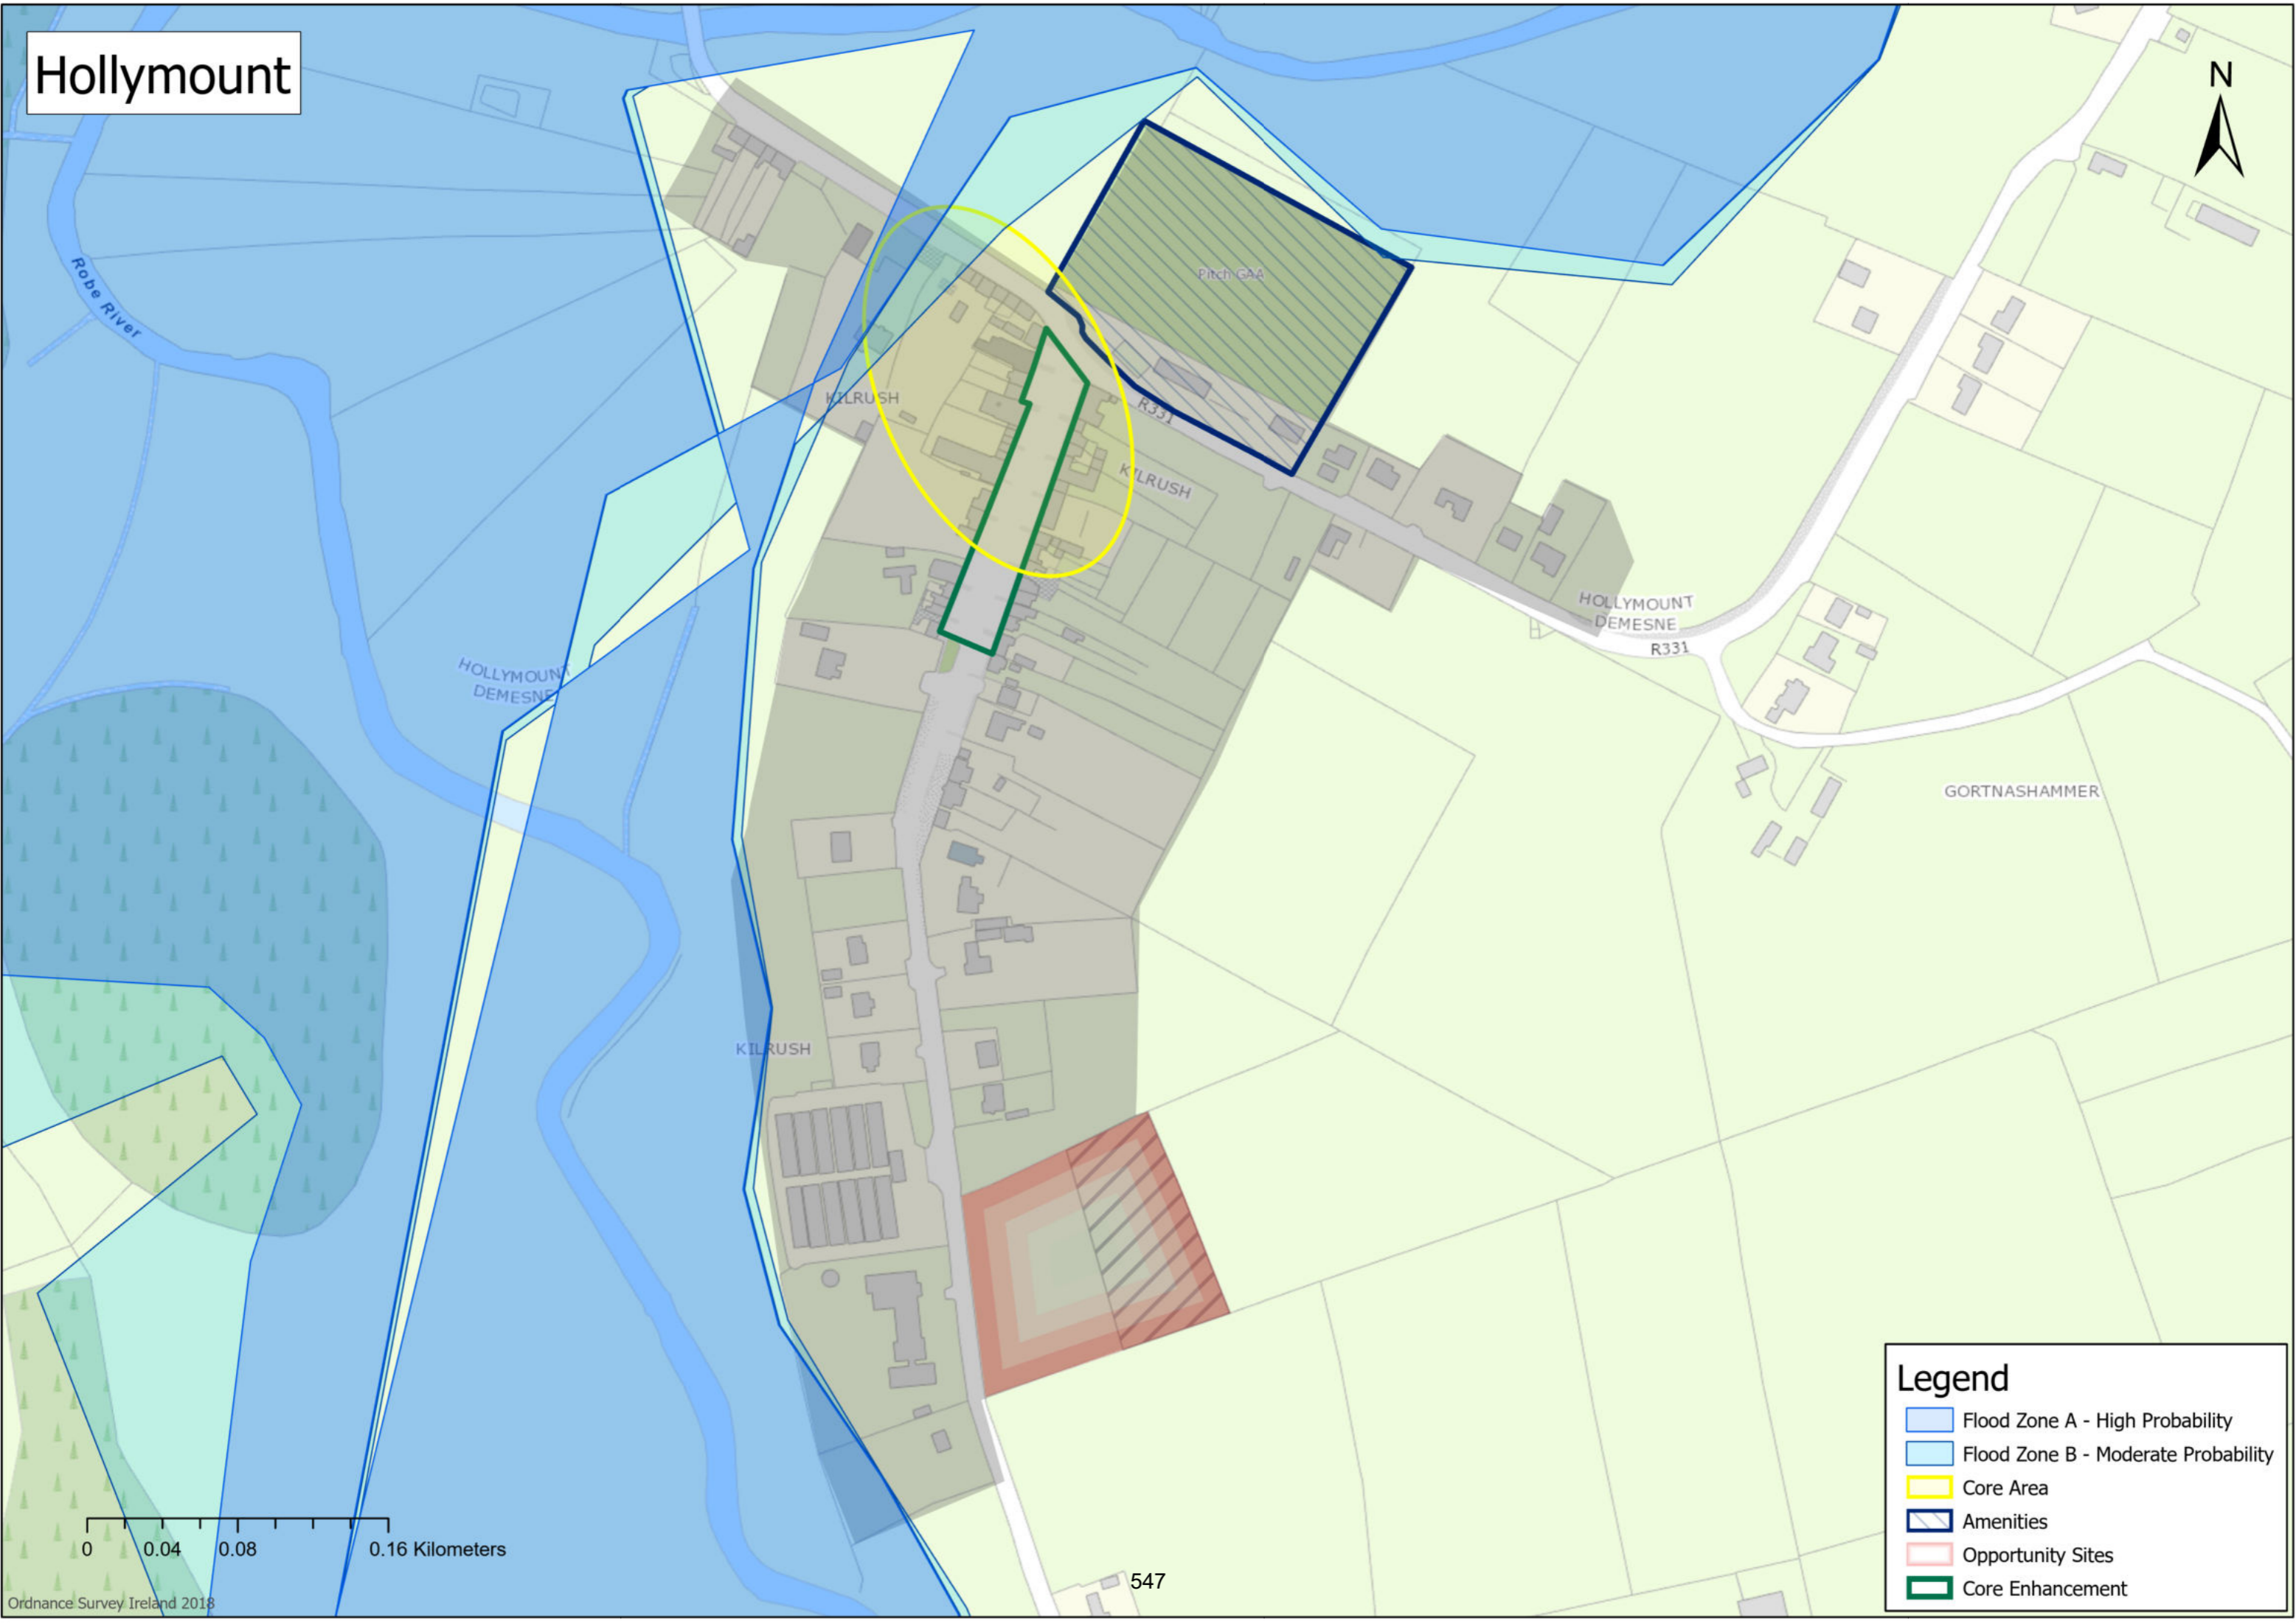 Hollymount
N
Robe River
Pitch GAA
KILRUSH
R331
KILRUSH
HOLLYMOUNT
DEMESNE
R331
HOLLYMOUNT
DEMESNE
GORTNASHAMMER
KILRUSH
Legend
Flood Zone A - High Probability
Flood Zone B - Moderate Probability
Core Area
Amenities
Opportunity Sites
Core Enhancement
0 0.04 0.08 0.16 Kilometers
547
Ordnance Survey Ireland 2018